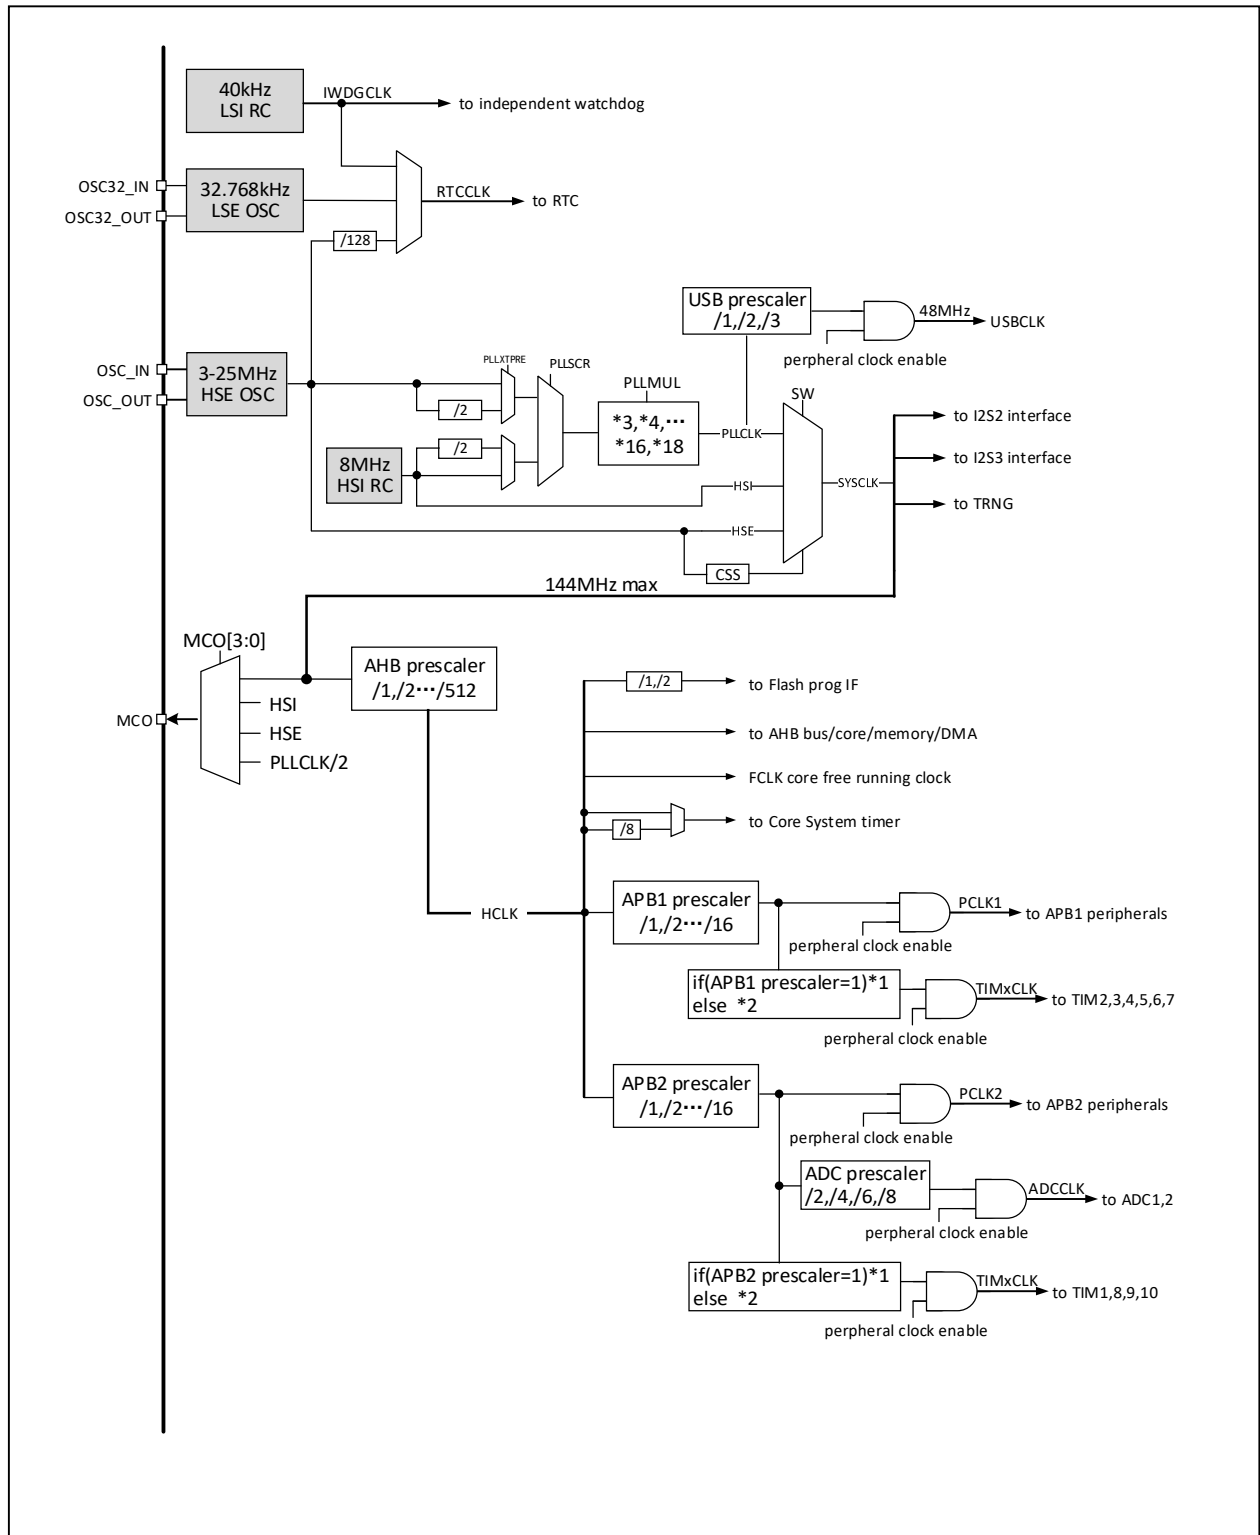 40kHz
LSI RC
IWDGCLK
to independent watchdog
OSC32_IN
OSC32_OUT
32.768kHz
LSE OSC
RTCCLK
to RTC
/128
USB prescaler
/1,/2,/3
48MHz
USBCLK
perpheral clock enable
OSC_IN
OSC_OUT
3-25MHz
HSE OSC
PLLXTPRE
PLLSCR
/2
PLLMUL
*3,*4,···
*16,*18
PLLCLK
SW
8MHz
HSI RC
/2
HSI
HSE
CSS
SYSCLK
to I2S2 interface
to I2S3 interface
to TRNG
144MHz max
MCO[3:0]
MCO
HSI
HSE
PLLCLK/2
AHB prescaler
/1,/2···/512
/1,/2
to Flash prog IF
to AHB bus/core/memory/DMA
FCLK core free running clock
/8
to Core System timer
HCLK
APB1 prescaler
/1,/2···/16
PCLK1
to APB1 peripherals
perpheral clock enable
if(APB1 prescaler=1)*1
else *2
TIMxCLK
to TIM2,3,4,5,6,7
perpheral clock enable
APB2 prescaler
/1,/2···/16
PCLK2
to APB2 peripherals
perpheral clock enable
ADC prescaler
/2,/4,/6,/8
ADCCLK
to ADC1,2
perpheral clock enable
if(APB2 prescaler=1)*1
else *2
TIMxCLK
to TIM1,8,9,10
perpheral clock enable